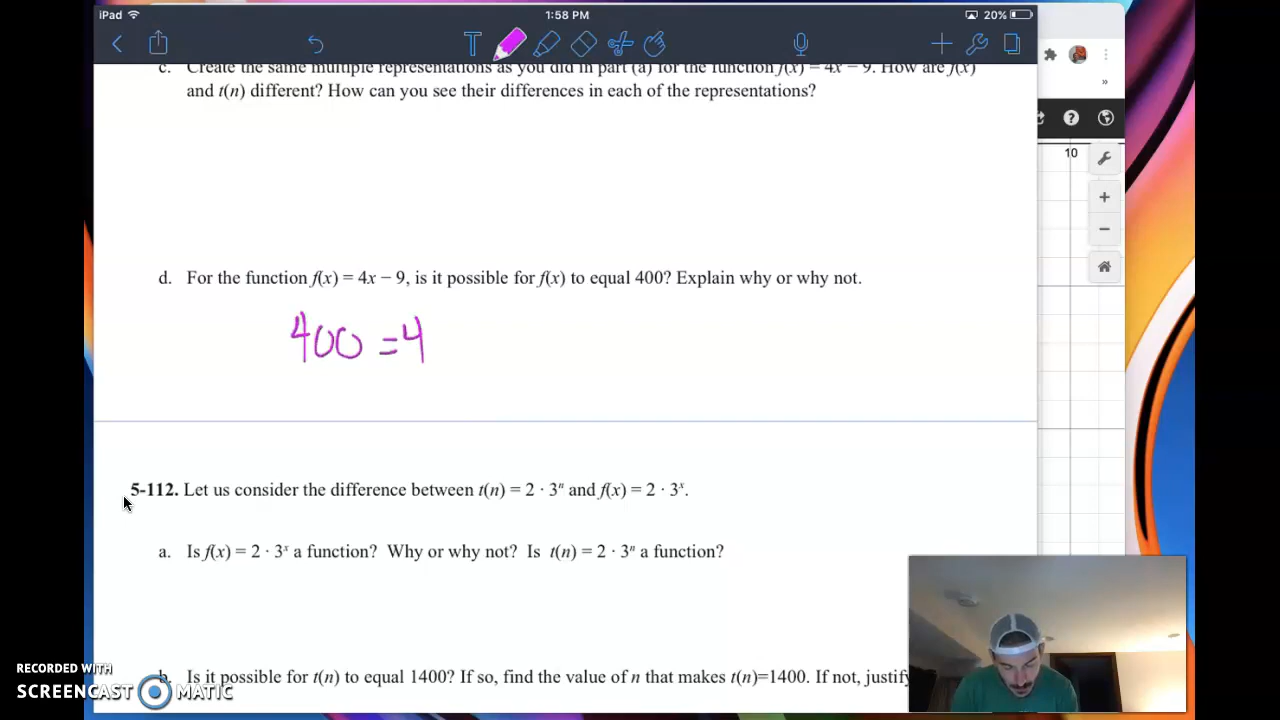 iPad 1:58 PM 20%
T
c. Create the same multiple representations as you did in part (a) for the function f(x) = 4x − 9. How are f(x)
and t(n) different? How can you see their differences in each of the representations?
10
d. For the function f(x) = 4x − 9, is it possible for f(x) to equal 400? Explain why or why not.
400 = 4
5-112. Let us consider the difference between t(n) = 2 · 3ⁿ and f(x) = 2 · 3ˣ.
a. Is f(x) = 2 · 3ˣ a function? Why or why not? Is t(n) = 2 · 3ⁿ a function?
b. Is it possible for t(n) to equal 1400? If so, find the value of n that makes t(n)=1400. If not, justify
RECORDED WITH
SCREENCAST MATIC